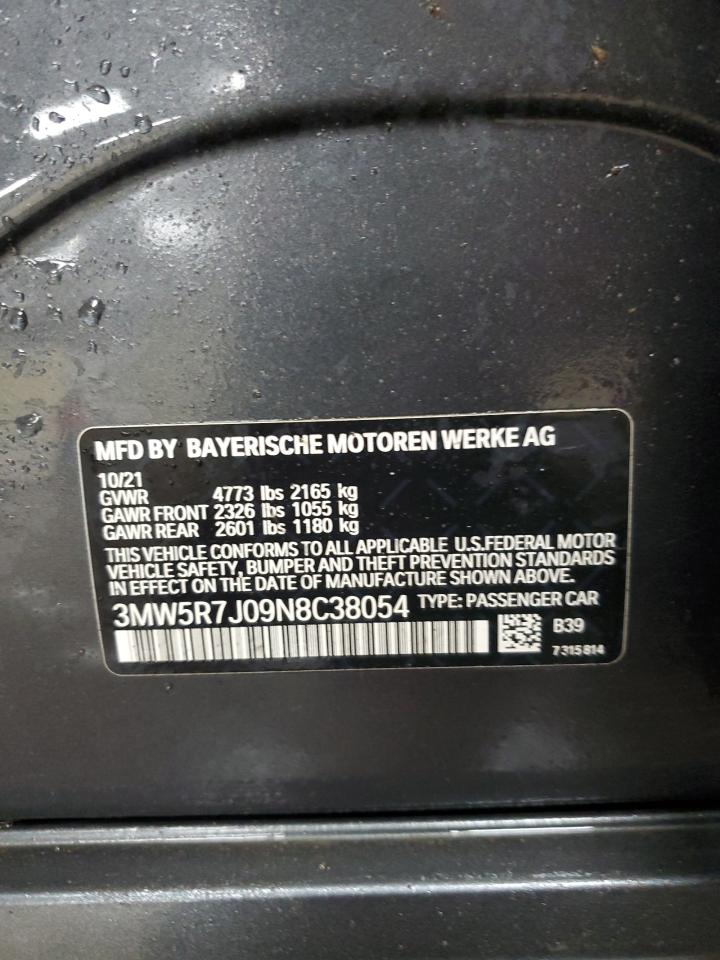 MFD BY BAYERISCHE MOTOREN WERKE AG
10/21
GVWR 4773 lbs 2165 kg
GAWR FRONT 2326 lbs 1055 kg
GAWR REAR 2601 lbs 1180 kg
THIS VEHICLE CONFORMS TO ALL APPLICABLE U.S.FEDERAL MOTOR
VEHICLE SAFETY, BUMPER AND THEFT PREVENTION STANDARDS
IN EFFECT ON THE DATE OF MANUFACTURE SHOWN ABOVE.
3MW5R7J09N8C38054 TYPE: PASSENGER CAR
B39
7315814